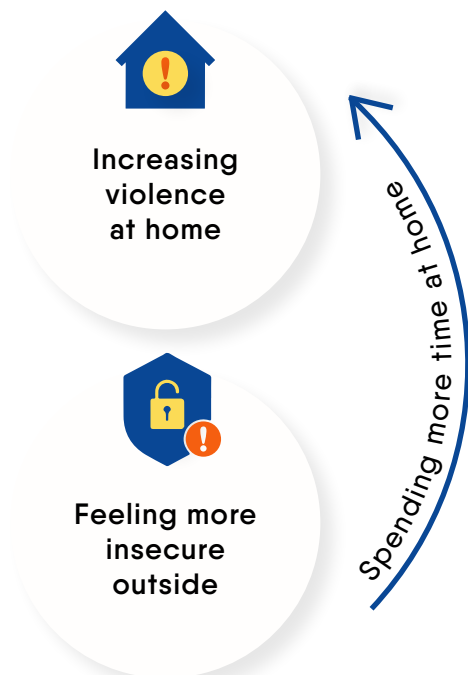 Increasing
violence
at home
Spending more time at home
Feeling more
insecure
outside